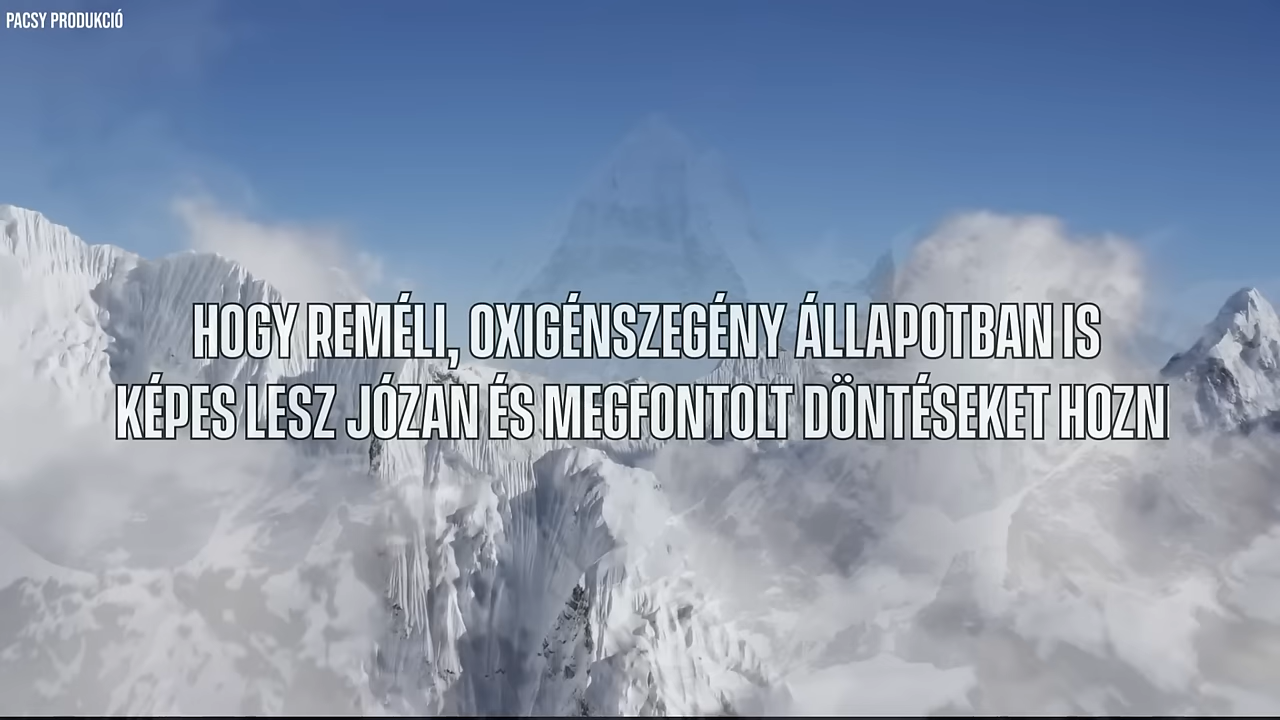 PACSY PRODUKCIÓ
HOGY REMÉLI, OXIGÉNSZEGÉNY ÁLLAPOTBAN IS
KÉPES LESZ JÓZAN ÉS MEGFONTOLT DÖNTÉSEKET HOZNI